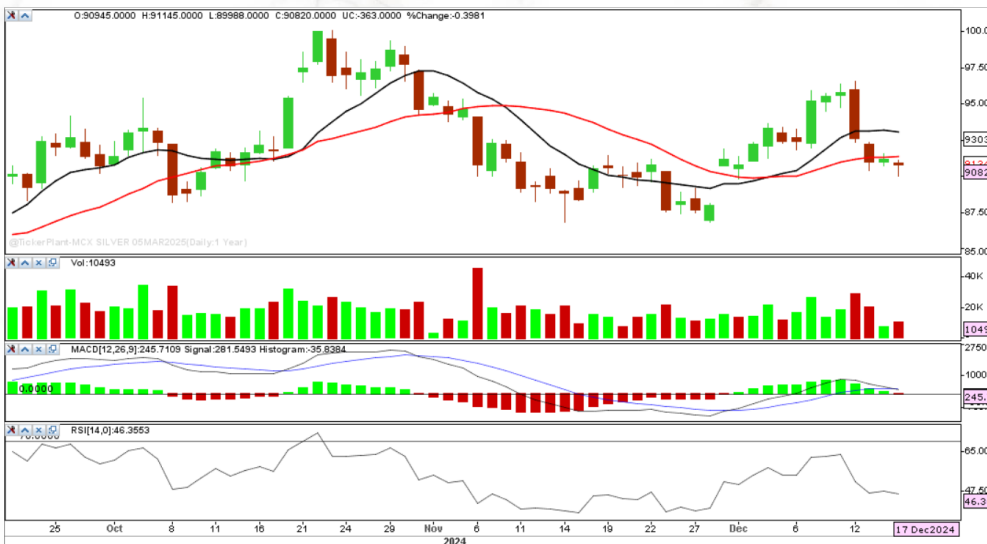 O:90945.0000 H:91145.0000 L:89988.0000 C:90820.0000 UC:-363.0000 %Change:-0.3981
100.
97.50
95.00
9303
9082
87.50
85.00
@TickerPlant-MCX SILVER 05MAR2025(Daily:1 Year)
Vol:10493
40K
20K
1049
MACD[12,26,9]:245.7109 Signal:281.5493 Histogram:-35.8384
2750
1000
0.0000
245.
RSI[14,0]:46.3553
70.0000
65.00
47.50
46.3
25 Oct 8 11 16 21 24 29 Nov 6 11 14 19 22 27 Dec 6 12 17 Dec2024
2024